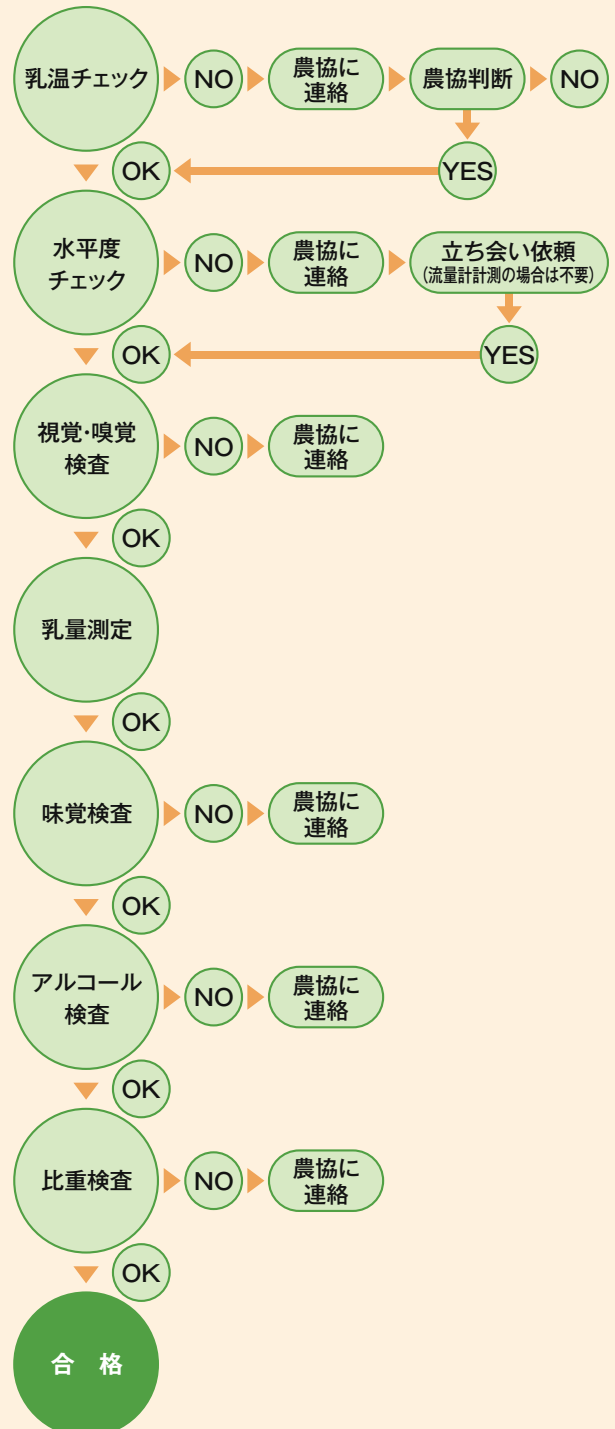 乳温チェック
NO
農協に
連絡
農協判断
NO
OK
YES
水平度
チェック
NO
農協に
連絡
立ち会い依頼
(流量計計測の場合は不要)
OK
YES
視覚・嗅覚
検査
NO
農協に
連絡
OK
乳量測定
OK
味覚検査
NO
農協に
連絡
OK
アルコール
検査
NO
農協に
連絡
OK
比重検査
NO
農協に
連絡
OK
合 格